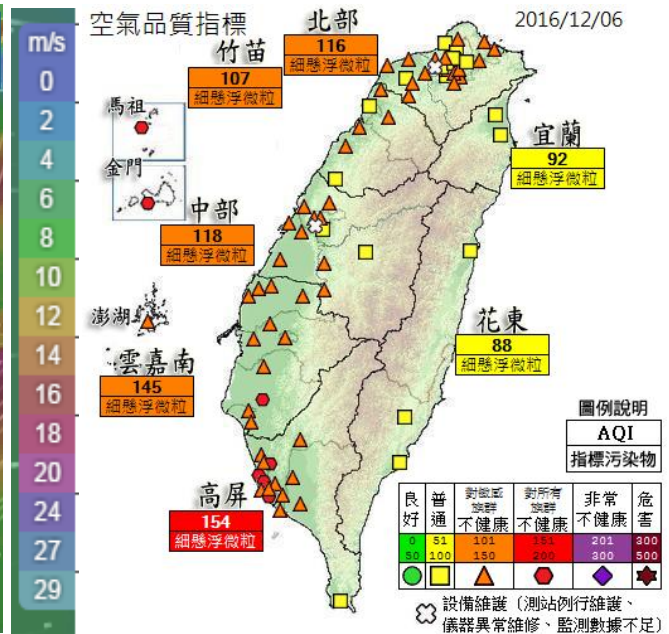 m/s
0
2
4
6
8
10
12
14
16
18
20
24
27
29
空氣品質指標
2016/12/06
北部
116
細懸浮微粒
竹苗
107
細懸浮微粒
馬祖
金門
宜蘭
92
細懸浮微粒
中部
118
細懸浮微粒
澎湖
花東
88
細懸浮微粒
雲嘉南
145
細懸浮微粒
高屏
154
細懸浮微粒
圖例說明
AQI
指標污染物
良好
普通
對敏感族群不健康
對所有族群不健康
非常不健康
危害
0 51 101 151 201 300
50 100 150 200 300 500
設備維護（測站例行維護、
儀器異常維修、監測數據不足）